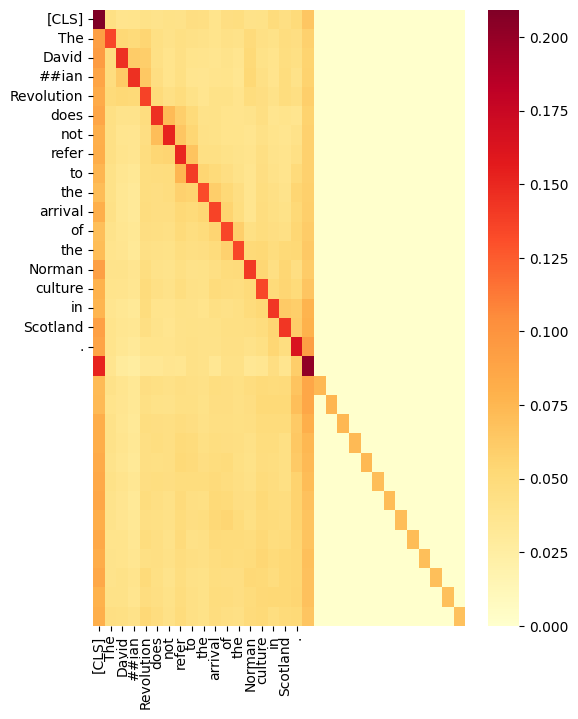 [CLS]
The
David
##ian
Revolution
does
not
refer
to
the
arrival
of
the
Norman
culture
in
Scotland
.
0.200
0.175
0.150
0.125
0.100
0.075
0.050
0.025
0.000
[CLS]
The
David
##ian
Revolution
does
not
refer
to
the
arrival
of
the
Norman
culture
in
Scotland
.